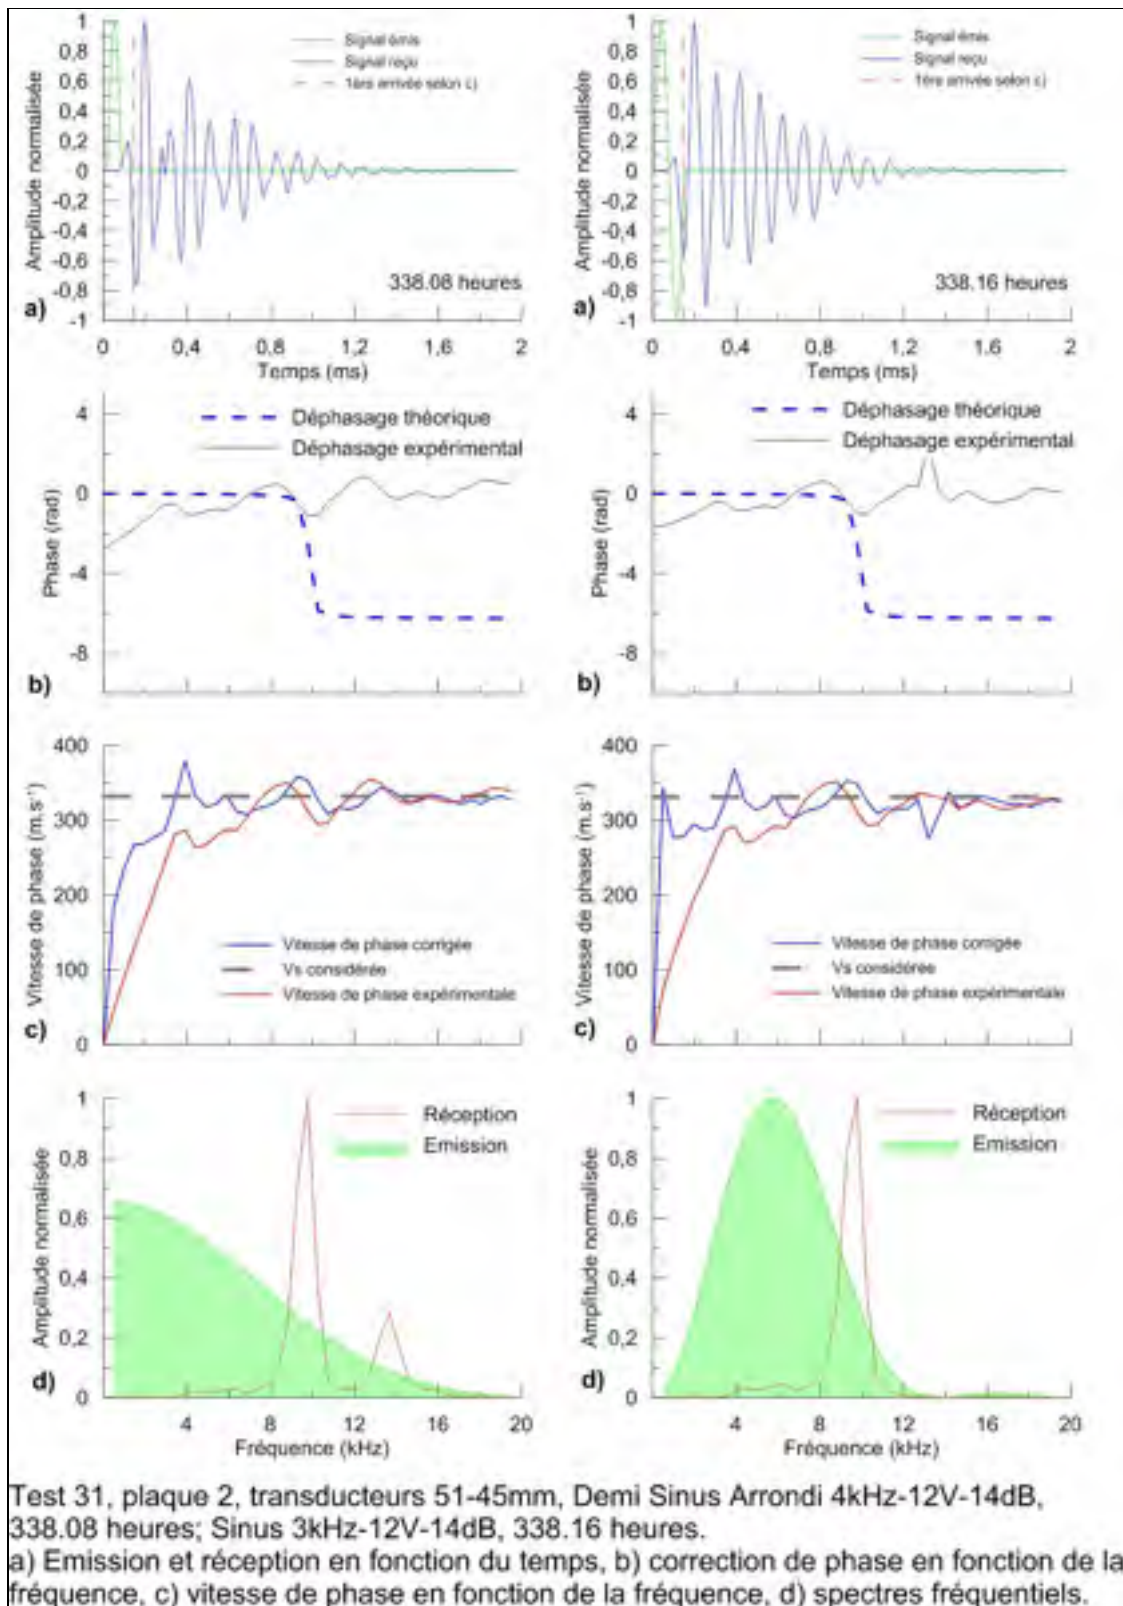 Signal émis
Signal reçu
1ère arrivée selon c)
Amplitude normalisée
1
0,8
0,6
0,4
0,2
0
-0,2
-0,4
-0,6
-0,8
-1
a)
338.08 heures
0 0,4 0,8 1,2 1,6 2
Temps (ms)
Signal émis
Signal reçu
1ère arrivée selon c)
Amplitude normalisée
1
0,8
0,6
0,4
0,2
0
-0,2
-0,4
-0,6
-0,8
-1
a)
338.16 heures
0 0,4 0,8 1,2 1,6 2
Temps (ms)
Déphasage théorique
Déphasage expérimental
Phase (rad)
4
0
-4
-8
b)
Déphasage théorique
Déphasage expérimental
Phase (rad)
4
0
-4
-8
b)
Vitesse de phase (m.s⁻¹)
400
300
200
100
0
Vitesse de phase corrigée
Vs considérée
Vitesse de phase expérimentale
c)
Vitesse de phase (m.s⁻¹)
400
300
200
100
0
Vitesse de phase corrigée
Vs considérée
Vitesse de phase expérimentale
c)
Réception
Emission
Amplitude normalisée
1
0,8
0,6
0,4
0,2
0
d)
4 8 12 16 20
Fréquence (kHz)
Réception
Emission
Amplitude normalisée
1
0,8
0,6
0,4
0,2
0
d)
4 8 12 16 20
Fréquence (kHz)
Test 31, plaque 2, transducteurs 51-45mm, Demi Sinus Arrondi 4kHz-12V-14dB,
338.08 heures; Sinus 3kHz-12V-14dB, 338.16 heures.
a) Emission et réception en fonction du temps, b) correction de phase en fonction de la
fréquence, c) vitesse de phase en fonction de la fréquence, d) spectres fréquentiels.